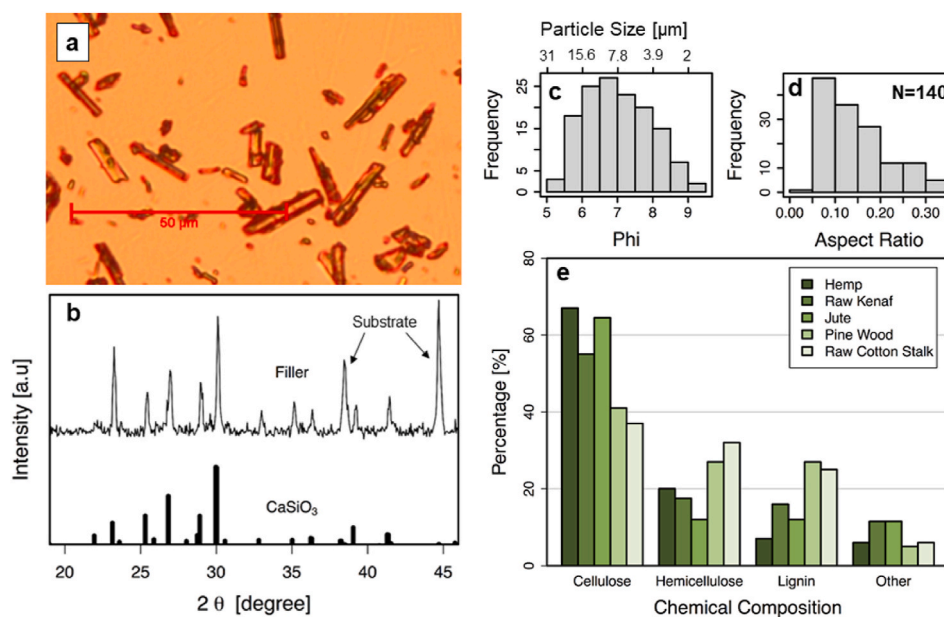 a
50 µm
b
Substrate
Filler
CaSiO3
Intensity [a.u]
20 25 30 35 40 45
2 θ [degree]
Particle Size [µm]
31 15.6 7.8 3.9 2
c
Frequency
5 15 25
5 6 7 8 9
Phi
d
N=140
Frequency
0 10 30
0.00 0.10 0.20 0.30
Aspect Ratio
e
Hemp
Raw Kenaf
Jute
Pine Wood
Raw Cotton Stalk
Percentage [%]
80
60
40
20
0
Cellulose Hemicellulose Lignin Other
Chemical Composition